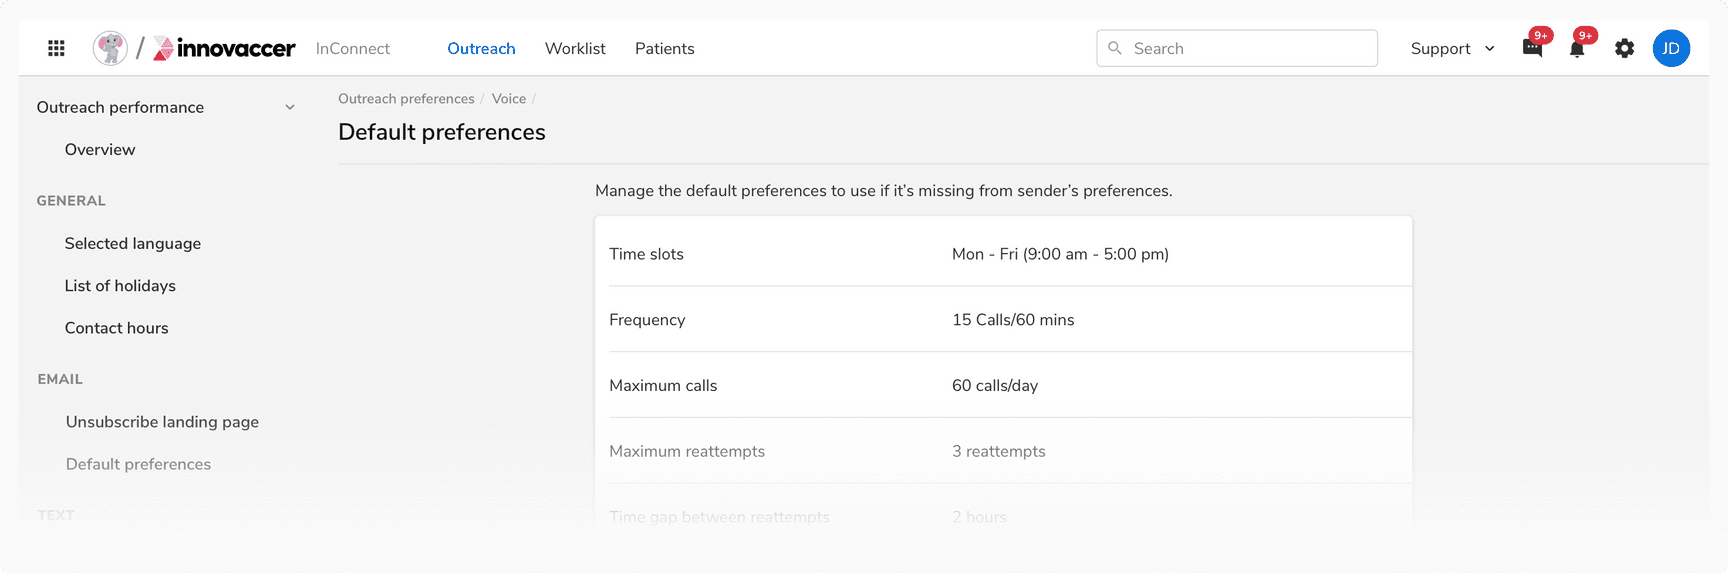 / innovaccer InConnect Outreach Worklist Patients Search Support 9+ 9+ JD
Outreach performance
Overview
GENERAL
Selected language
List of holidays
Contact hours
EMAIL
Unsubscribe landing page
Default preferences
TEXT
Outreach preferences / Voice /
Default preferences
Manage the default preferences to use if it’s missing from sender’s preferences.
Time slots Mon - Fri (9:00 am - 5:00 pm)
Frequency 15 Calls/60 mins
Maximum calls 60 calls/day
Maximum reattempts 3 reattempts
Time gap between reattempts 2 hours